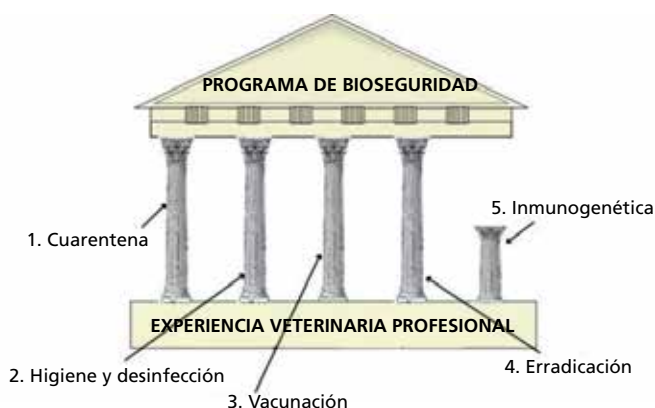 PROGRAMA DE BIOSEGURIDAD
5. Inmunogenética
1. Cuarentena
EXPERIENCIA VETERINARIA PROFESIONAL
4. Erradicación
2. Higiene y desinfección
3. Vacunación